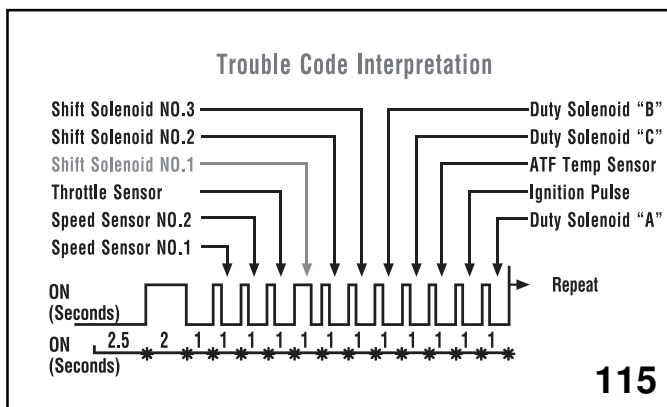 Trouble Code Interpretation
Shift Solenoid NO.3
Shift Solenoid NO.2
Shift Solenoid NO.1
Throttle Sensor
Speed Sensor NO.2
Speed Sensor NO.1
Duty Solenoid "B"
Duty Solenoid "C"
ATF Temp Sensor
Ignition Pulse
Duty Solenoid "A"
Repeat
ON
(Seconds)
ON
(Seconds)
2.5 * 2 * 1 * 1 * 1 * 1 * 1 * 1 * 1 * 1 * 1 * 1 * 1 * 1 *
115